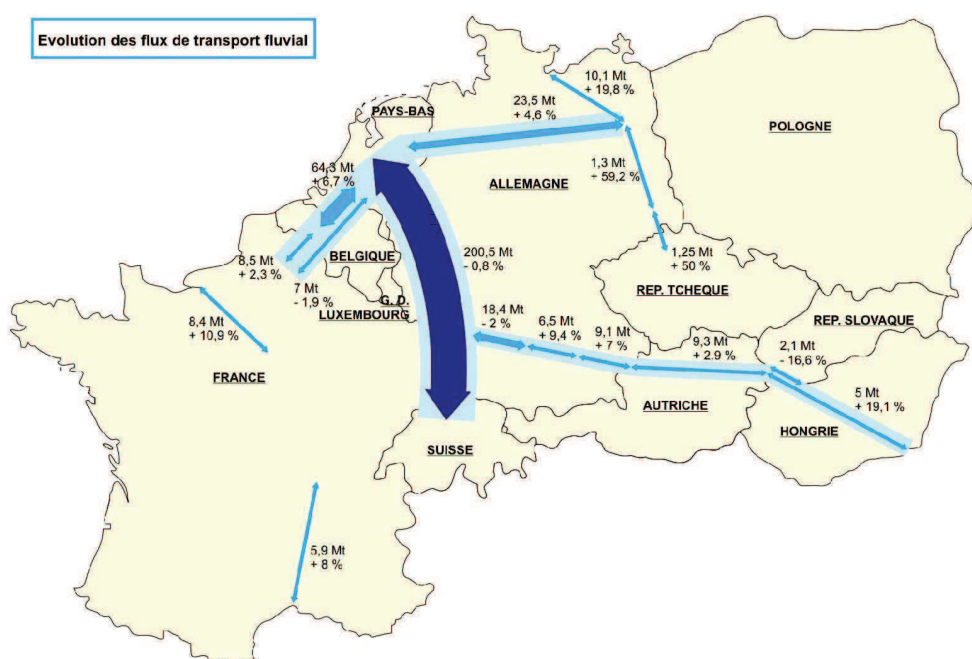 Evolution des flux de transport fluvial
10,1 Mt
+ 19,8 %
23,5 Mt
+ 4,6 %
PAYS-BAS
POLOGNE
64,3 Mt
+ 6,7 %
1,3 Mt
+ 59,2 %
ALLEMAGNE
BELGIQUE
8,5 Mt
+ 2,3 %
7 Mt
- 1,9 %
G. D.
LUXEMBOURG
200,5 Mt
- 0,8 %
1,25 Mt
+ 50 %
REP. TCHEQUE
8,4 Mt
+ 10,9 %
18,4 Mt
- 2 %
6,5 Mt
+ 9,4 %
9,1 Mt
+ 7 %
9,3 Mt
+ 2.9 %
REP. SLOVAQUE
2,1 Mt
- 16,6 %
FRANCE
5 Mt
+ 19,1 %
AUTRICHE
HONGRIE
SUISSE
5,9 Mt
+ 8 %